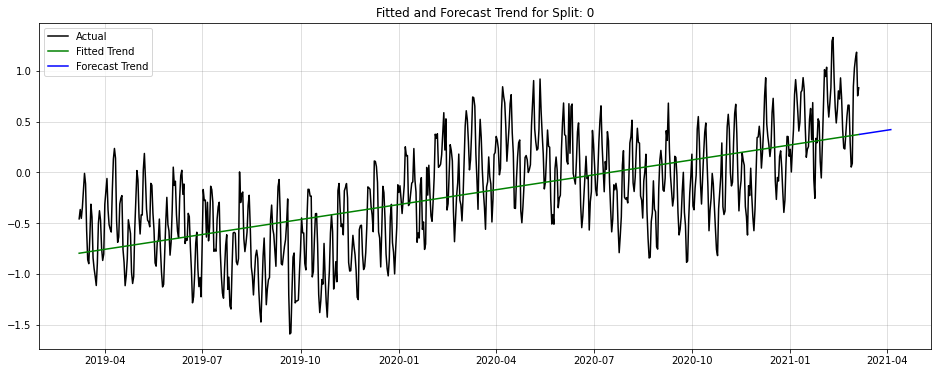 Fitted and Forecast Trend for Split: 0
Actual
Fitted Trend
Forecast Trend
1.0
0.5
0.0
−0.5
−1.0
−1.5
2019-04 2019-07 2019-10 2020-01 2020-04 2020-07 2020-10 2021-01 2021-04